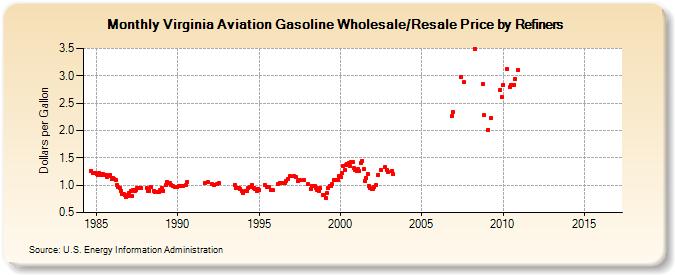 Monthly Virginia Aviation Gasoline Wholesale/Resale Price by Refiners
Dollars per Gallon
3.5
3.0
2.5
2.0
1.5
1.0
0.5
1985 1990 1995 2000 2005 2010 2015
Source: U.S. Energy Information Administration